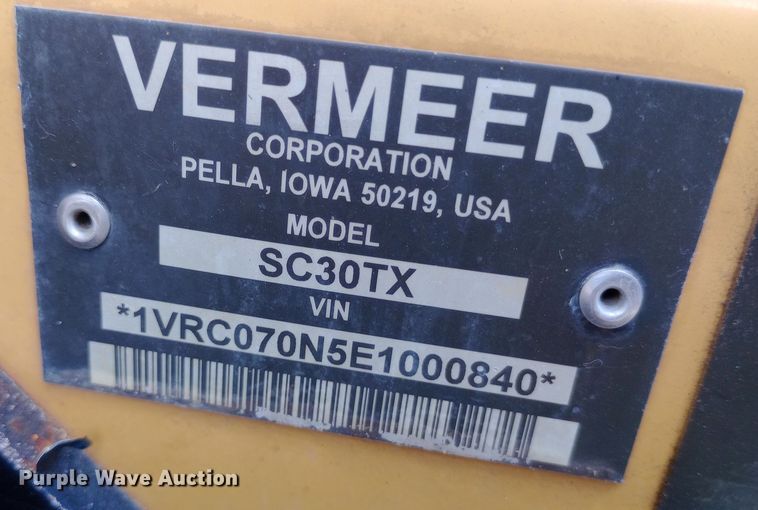 VERMEER
CORPORATION
PELLA, IOWA 50219, USA
MODEL
SC30TX
VIN
*1VRC070N5E1000840*
Purple Wave Auction